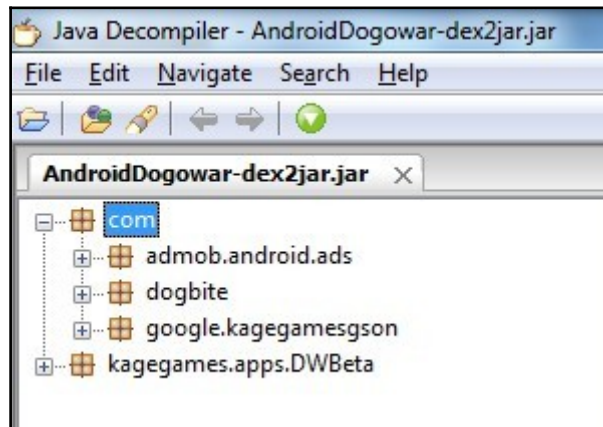 Java Decompiler - AndroidDogowar-dex2jar.jar
File Edit Navigate Search Help
AndroidDogowar-dex2jar.jar
com
admob.android.ads
dogbite
google.kagegamesgson
kagegames.apps.DWBeta